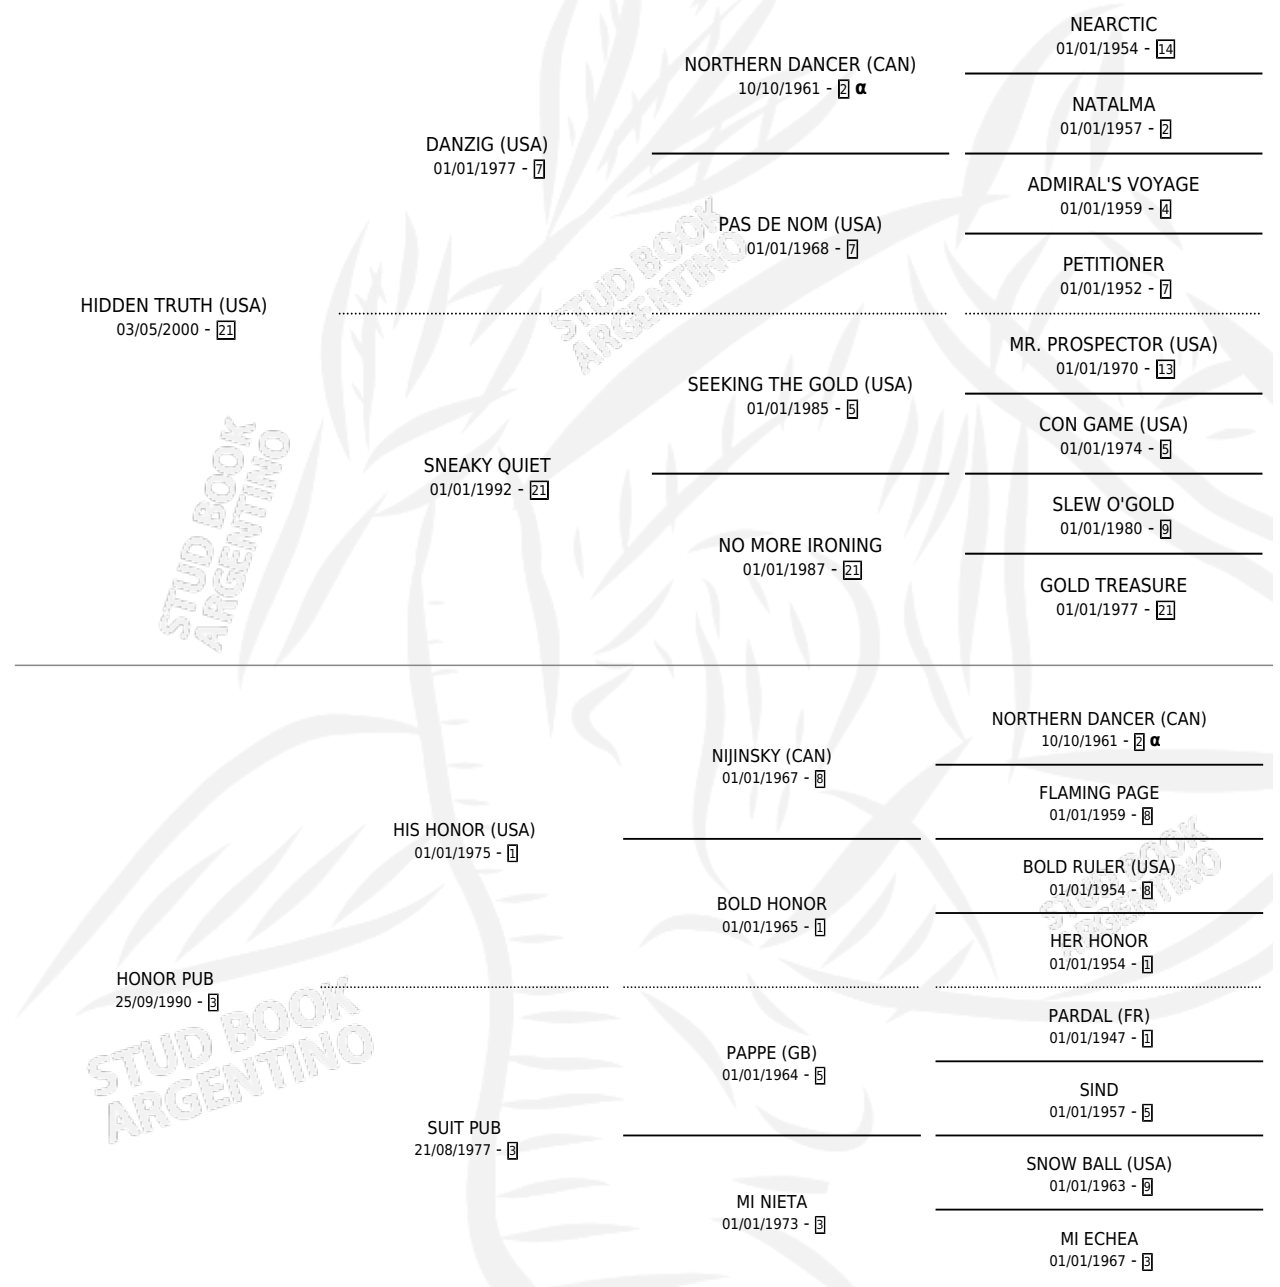 NEARCTIC
01/01/1954 - 14
NORTHERN DANCER (CAN)
10/10/1961 - 2 α
NATALMA
01/01/1957 - 2
DANZIG (USA)
01/01/1977 - 7
ADMIRAL'S VOYAGE
01/01/1959 - 4
PAS DE NOM (USA)
01/01/1968 - 7
PETITIONER
01/01/1952 - 7
HIDDEN TRUTH (USA)
03/05/2000 - 21
STUD BOOK
ARGENTINO
MR. PROSPECTOR (USA)
01/01/1970 - 13
SEEKING THE GOLD (USA)
01/01/1985 - 5
CON GAME (USA)
01/01/1974 - 5
SNEAKY QUIET
01/01/1992 - 21
SLEW O'GOLD
01/01/1980 - 9
NO MORE IRONING
01/01/1987 - 21
GOLD TREASURE
01/01/1977 - 21
STUD BOOK
ARGENTINO
NORTHERN DANCER (CAN)
10/10/1961 - 2 α
NIJINSKY (CAN)
01/01/1967 - 8
FLAMING PAGE
01/01/1959 - 8
HIS HONOR (USA)
01/01/1975 - 1
BOLD RULER (USA)
01/01/1954 - 8
STUD BOOK
ARGENTINO
BOLD HONOR
01/01/1965 - 1
HER HONOR
01/01/1954 - 1
HONOR PUB
25/09/1990 - 3
STUD BOOK
ARGENTINO
PARDAL (FR)
01/01/1947 - 1
PAPPE (GB)
01/01/1964 - 5
SIND
01/01/1957 - 5
SUIT PUB
21/08/1977 - 3
SNOW BALL (USA)
01/01/1963 - 9
MI NIETA
01/01/1973 - 3
MI ECHEA
01/01/1967 - 3